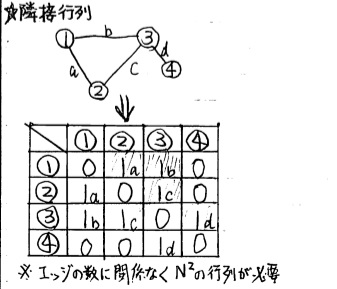 ☆隣接行列
① b ③
a c d ④
②
⇓
① ② ③ ④
① 0 1a 1b 0
② 1a 0 1c 0
③ 1b 1c 0 1d
④ 0 0 1d 0
※ エッジの数に関係なく N²の行列が必要